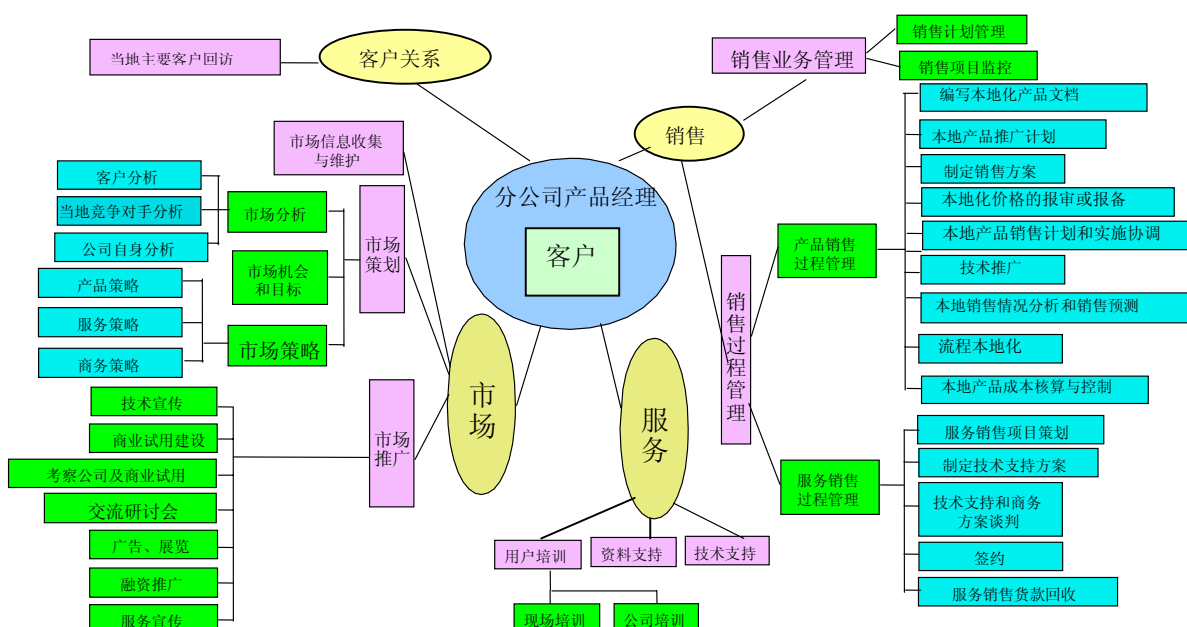 当地主要客户回访
客户关系
销售业务管理
销售计划管理
销售项目监控
销售
市场信息收集
与维护
分公司产品经理
客户
客户分析
当地竞争对手分析
公司自身分析
市场分析
市场机会
和目标
市场策略
产品策略
服务策略
商务策略
市场
策划
市场
推广
市场
技术宣传
商业试用建设
考察公司及商业试用
交流研讨会
广告、展览
融资推广
服务宣传
服务
用户培训
资料支持
技术支持
现场培训
公司培训
销售过程管理
产品销售
过程管理
编写本地化产品文档
本地产品推广计划
制定销售方案
本地化价格的报审或报备
本地产品销售计划和实施协调
技术推广
本地销售情况分析和销售预测
流程本地化
本地产品成本核算与控制
服务销售
过程管理
服务销售项目策划
制定技术支持方案
技术支持和商务
方案谈判
签约
服务销售货款回收